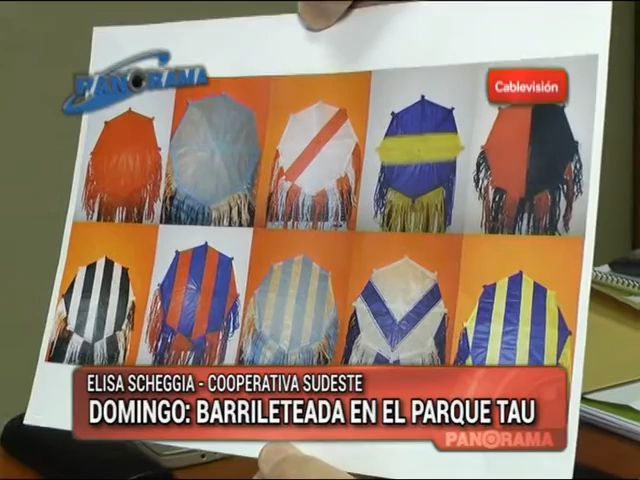 PANORAMA
Cablevisión
ELISA SCHEGGIA - COOPERATIVA SUDESTE
DOMINGO: BARRILETEADA EN EL PARQUE TAU
PANORAMA